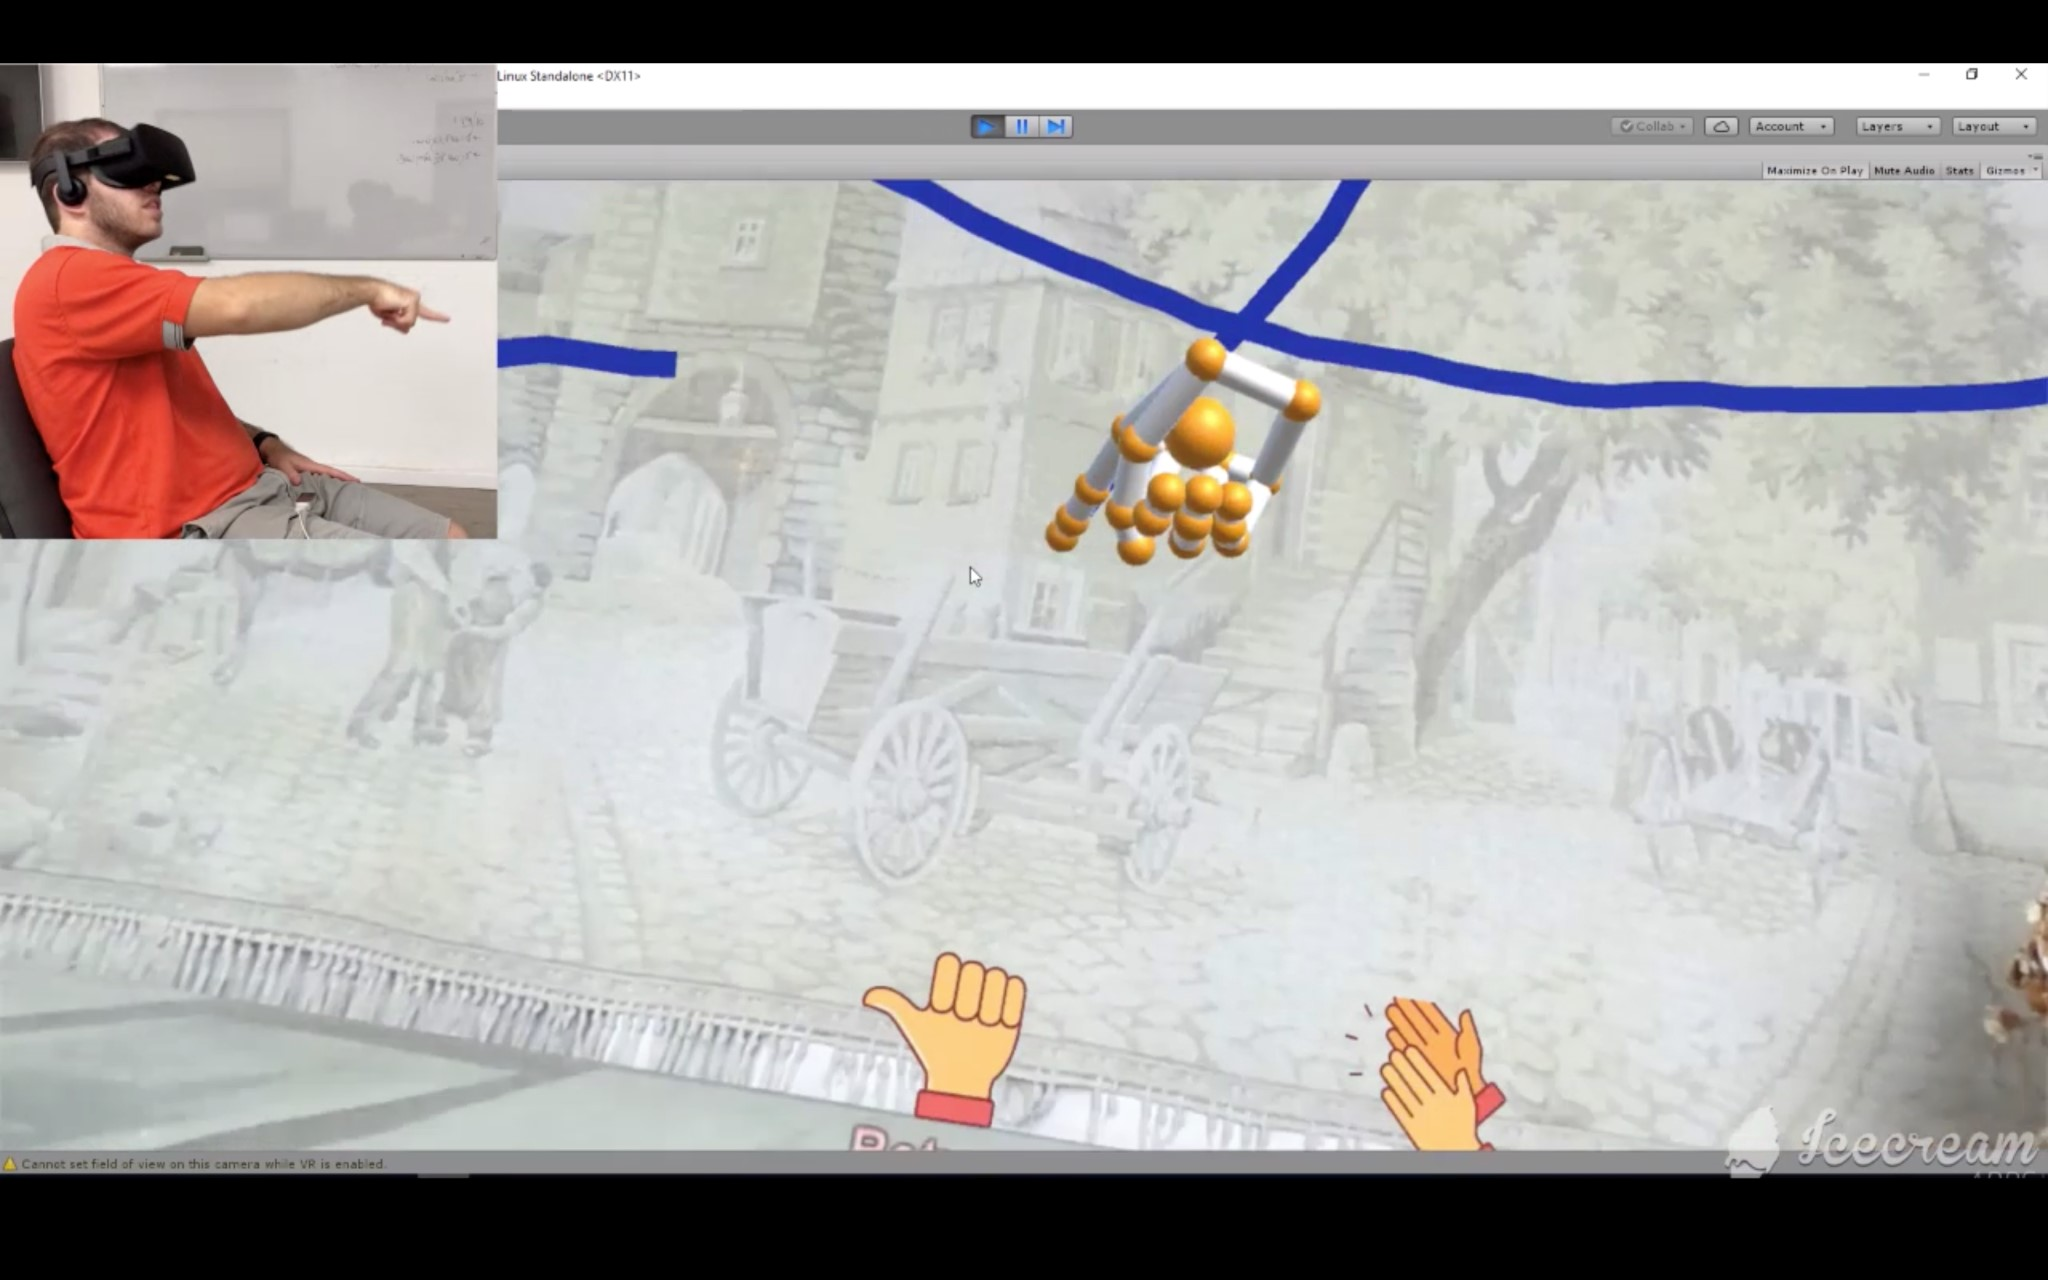 Linux Standalone <DX11>
Collab
Account
Layers
Layout
Maximize On Play
Mute Audio
Stats
Gizmos
Cannot set field of view on this camera while VR is enabled.
Icecream